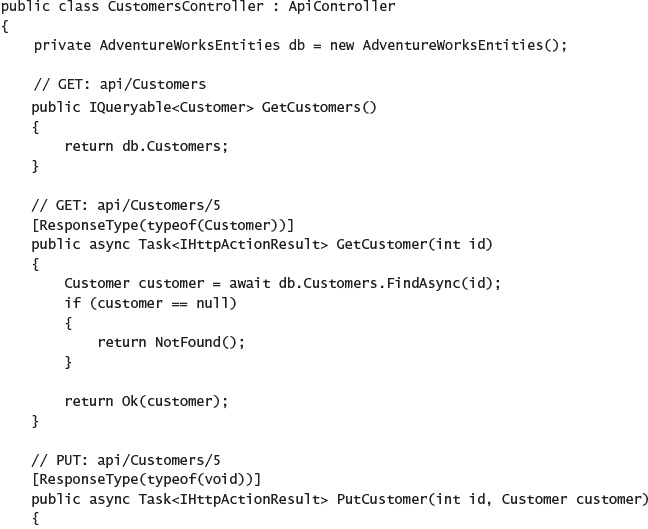 public class CustomersController : ApiController
{
    private AdventureWorksEntities db = new AdventureWorksEntities();

    // GET: api/Customers
    public IQueryable<Customer> GetCustomers()
    {
        return db.Customers;
    }

    // GET: api/Customers/5
    [ResponseType(typeof(Customer))]
    public async Task<IHttpActionResult> GetCustomer(int id)
    {
        Customer customer = await db.Customers.FindAsync(id);
        if (customer == null)
        {
            return NotFound();
        }

        return Ok(customer);
    }

    // PUT: api/Customers/5
    [ResponseType(typeof(void))]
    public async Task<IHttpActionResult> PutCustomer(int id, Customer customer)
    {